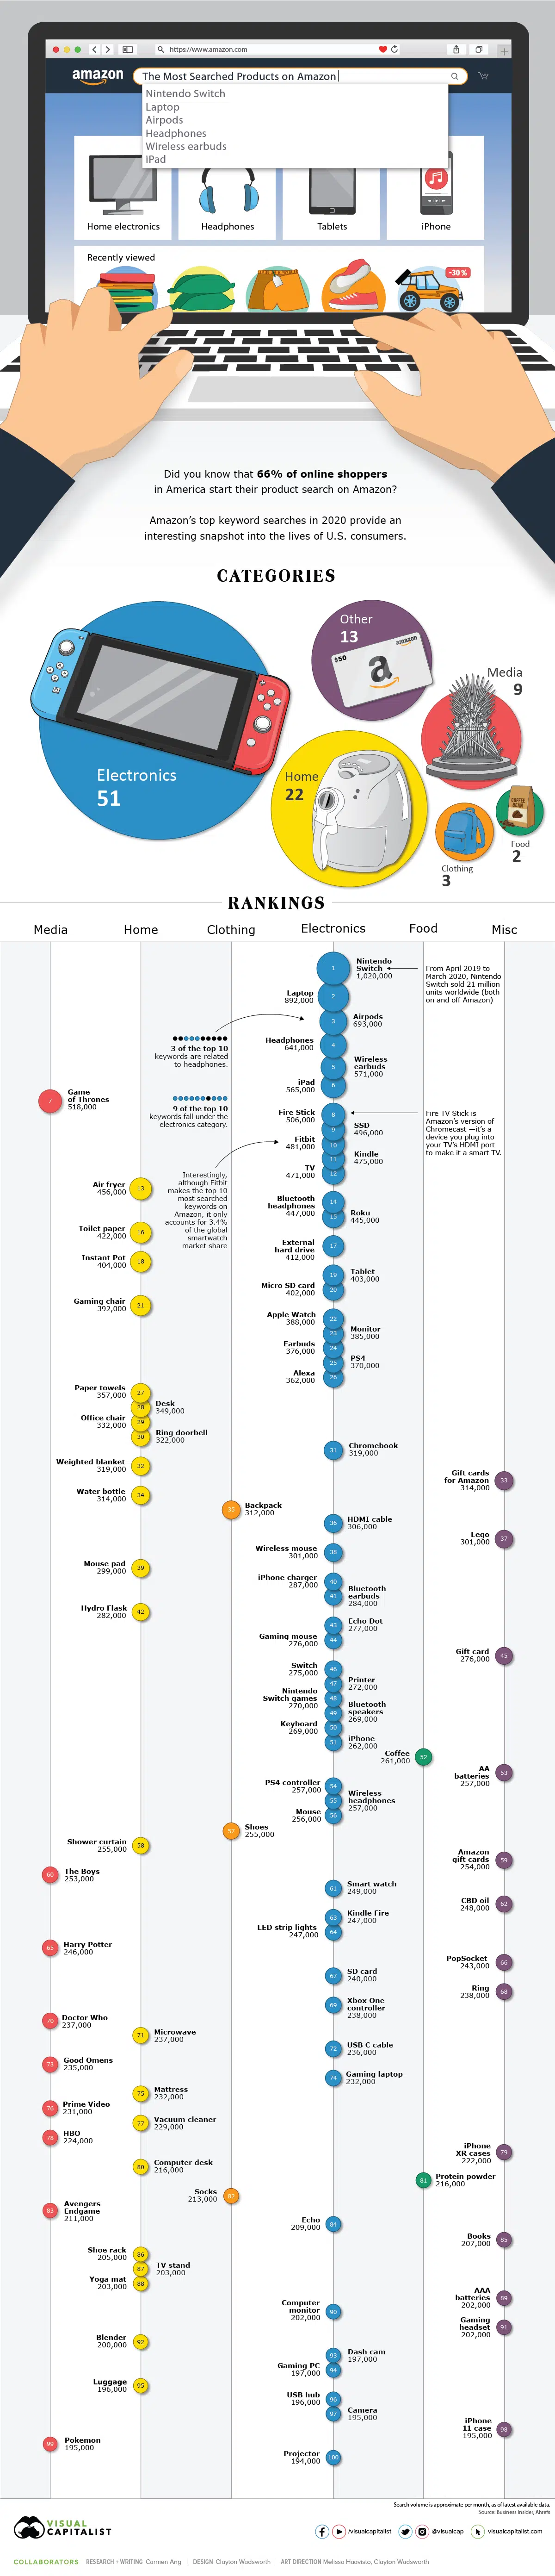 https://www.amazon.com
amazon
The Most Searched Products on Amazon
Nintendo Switch
Laptop
Airpods
Headphones
Wireless earbuds
iPad
Home electronics
Headphones
Tablets
iPhone
Recently viewed
-30%
Did you know that 66% of online shoppers
in America start their product search on Amazon?
Amazon's top keyword searches in 2020 provide an
interesting snapshot into the lives of U.S. consumers.
CATEGORIES
Other
13
$50
amazon
a
Media
9
Electronics
51
Home
22
COFFEE
BEAN
Food
2
Clothing
3
RANKINGS
Media
Home
Clothing
Electronics
Food
Misc
1
Nintendo
Switch
1,020,000
From April 2019 to
March 2020, Nintendo
Switch sold 21 million
units worldwide (both
on and off Amazon)
Laptop
892,000
2
3
Airpods
693,000
3 of the top 10
keywords are related
to headphones.
Headphones
641,000
4
5
Wireless
earbuds
571,000
iPad
565,000
6
7
Game
of Thrones
518,000
9 of the top 10
keywords fall under the
electronics category.
Fire Stick
506,000
8
Fire TV Stick is
Amazon's version of
Chromecast —it's a
device you plug into
your TV's HDMI port
to make it a smart TV.
9
SSD
496,000
Fitbit
481,000
10
11
Kindle
475,000
TV
471,000
12
Interestingly,
although Fitbit
makes the top 10
most searched
keywords on
Amazon, it only
accounts for 3.4%
of the global
smartwatch
market share
Air fryer
456,000
13
Bluetooth
headphones
447,000
14
15
Roku
445,000
Toilet paper
422,000
16
External
hard drive
412,000
17
Instant Pot
404,000
18
19
Tablet
403,000
Micro SD card
402,000
20
Gaming chair
392,000
21
Apple Watch
388,000
22
23
Monitor
385,000
Earbuds
376,000
24
25
PS4
370,000
Alexa
362,000
26
Paper towels
357,000
27
28
Desk
349,000
Office chair
332,000
29
30
Ring doorbell
322,000
31
Chromebook
319,000
Weighted blanket
319,000
32
Gift cards
for Amazon
314,000
33
Water bottle
314,000
34
35
Backpack
312,000
36
HDMI cable
306,000
Lego
301,000
37
Wireless mouse
301,000
38
Mouse pad
299,000
39
iPhone charger
287,000
40
41
Bluetooth
earbuds
284,000
Hydro Flask
282,000
42
43
Echo Dot
277,000
Gaming mouse
276,000
44
Gift card
276,000
45
Switch
275,000
46
47
Printer
272,000
Nintendo
Switch games
270,000
48
49
Bluetooth
speakers
269,000
Keyboard
269,000
50
51
iPhone
262,000
Coffee
261,000
52
AA
batteries
257,000
53
PS4 controller
257,000
54
55
Wireless
headphones
257,000
Mouse
256,000
56
57
Shoes
255,000
Shower curtain
255,000
58
Amazon
gift cards
254,000
59
60
The Boys
253,000
61
Smart watch
249,000
CBD oil
248,000
62
63
Kindle Fire
247,000
LED strip lights
247,000
64
65
Harry Potter
246,000
PopSocket
243,000
66
67
SD card
240,000
Ring
238,000
68
69
Xbox One
controller
238,000
70
Doctor Who
237,000
71
Microwave
237,000
72
USB C cable
236,000
73
Good Omens
235,000
74
Gaming laptop
232,000
75
Mattress
232,000
76
Prime Video
231,000
77
Vacuum cleaner
229,000
78
HBO
224,000
iPhone
XR cases
222,000
79
80
Computer desk
216,000
81
Protein powder
216,000
Socks
213,000
82
83
Avengers
Endgame
211,000
Echo
209,000
84
Books
207,000
85
Shoe rack
205,000
86
87
TV stand
203,000
Yoga mat
203,000
88
AAA
batteries
202,000
89
Computer
monitor
202,000
90
Gaming
headset
202,000
91
Blender
200,000
92
93
Dash cam
197,000
Gaming PC
197,000
94
Luggage
196,000
95
USB hub
196,000
96
97
Camera
195,000
iPhone
11 case
195,000
98
99
Pokemon
195,000
Projector
194,000
100
Search volume is approximate per month, as of latest available data.
Source: Business Insider, Ahrefs
VISUAL
CAPITALIST
/visualcapitalist
@visualcap
visualcapitalist.com
COLLABORATORS RESEARCH + WRITING Carmen Ang | DESIGN Clayton Wadsworth | ART DIRECTION Melissa Haavisto, Clayton Wadsworth